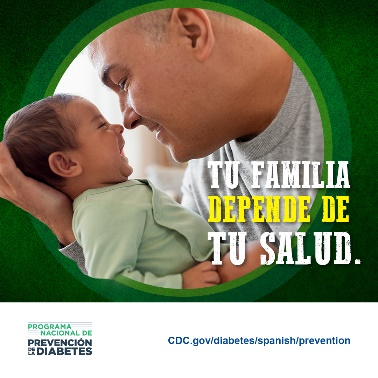 TU FAMILIA
DEPENDE DE
TU SALUD.
PROGRAMA
NACIONAL DE
PREVENCIÓN
DE LA DIABETES
CDC.gov/diabetes/spanish/prevention